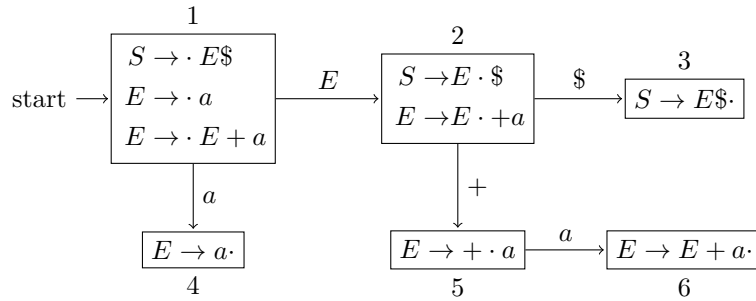 1
S → · E$
E → · a
E → · E + a
start
E
2
S → E · $
E → E · +a
$
3
S → E$·
a
+
E → a·
4
E → + · a
5
a
E → E + a·
6